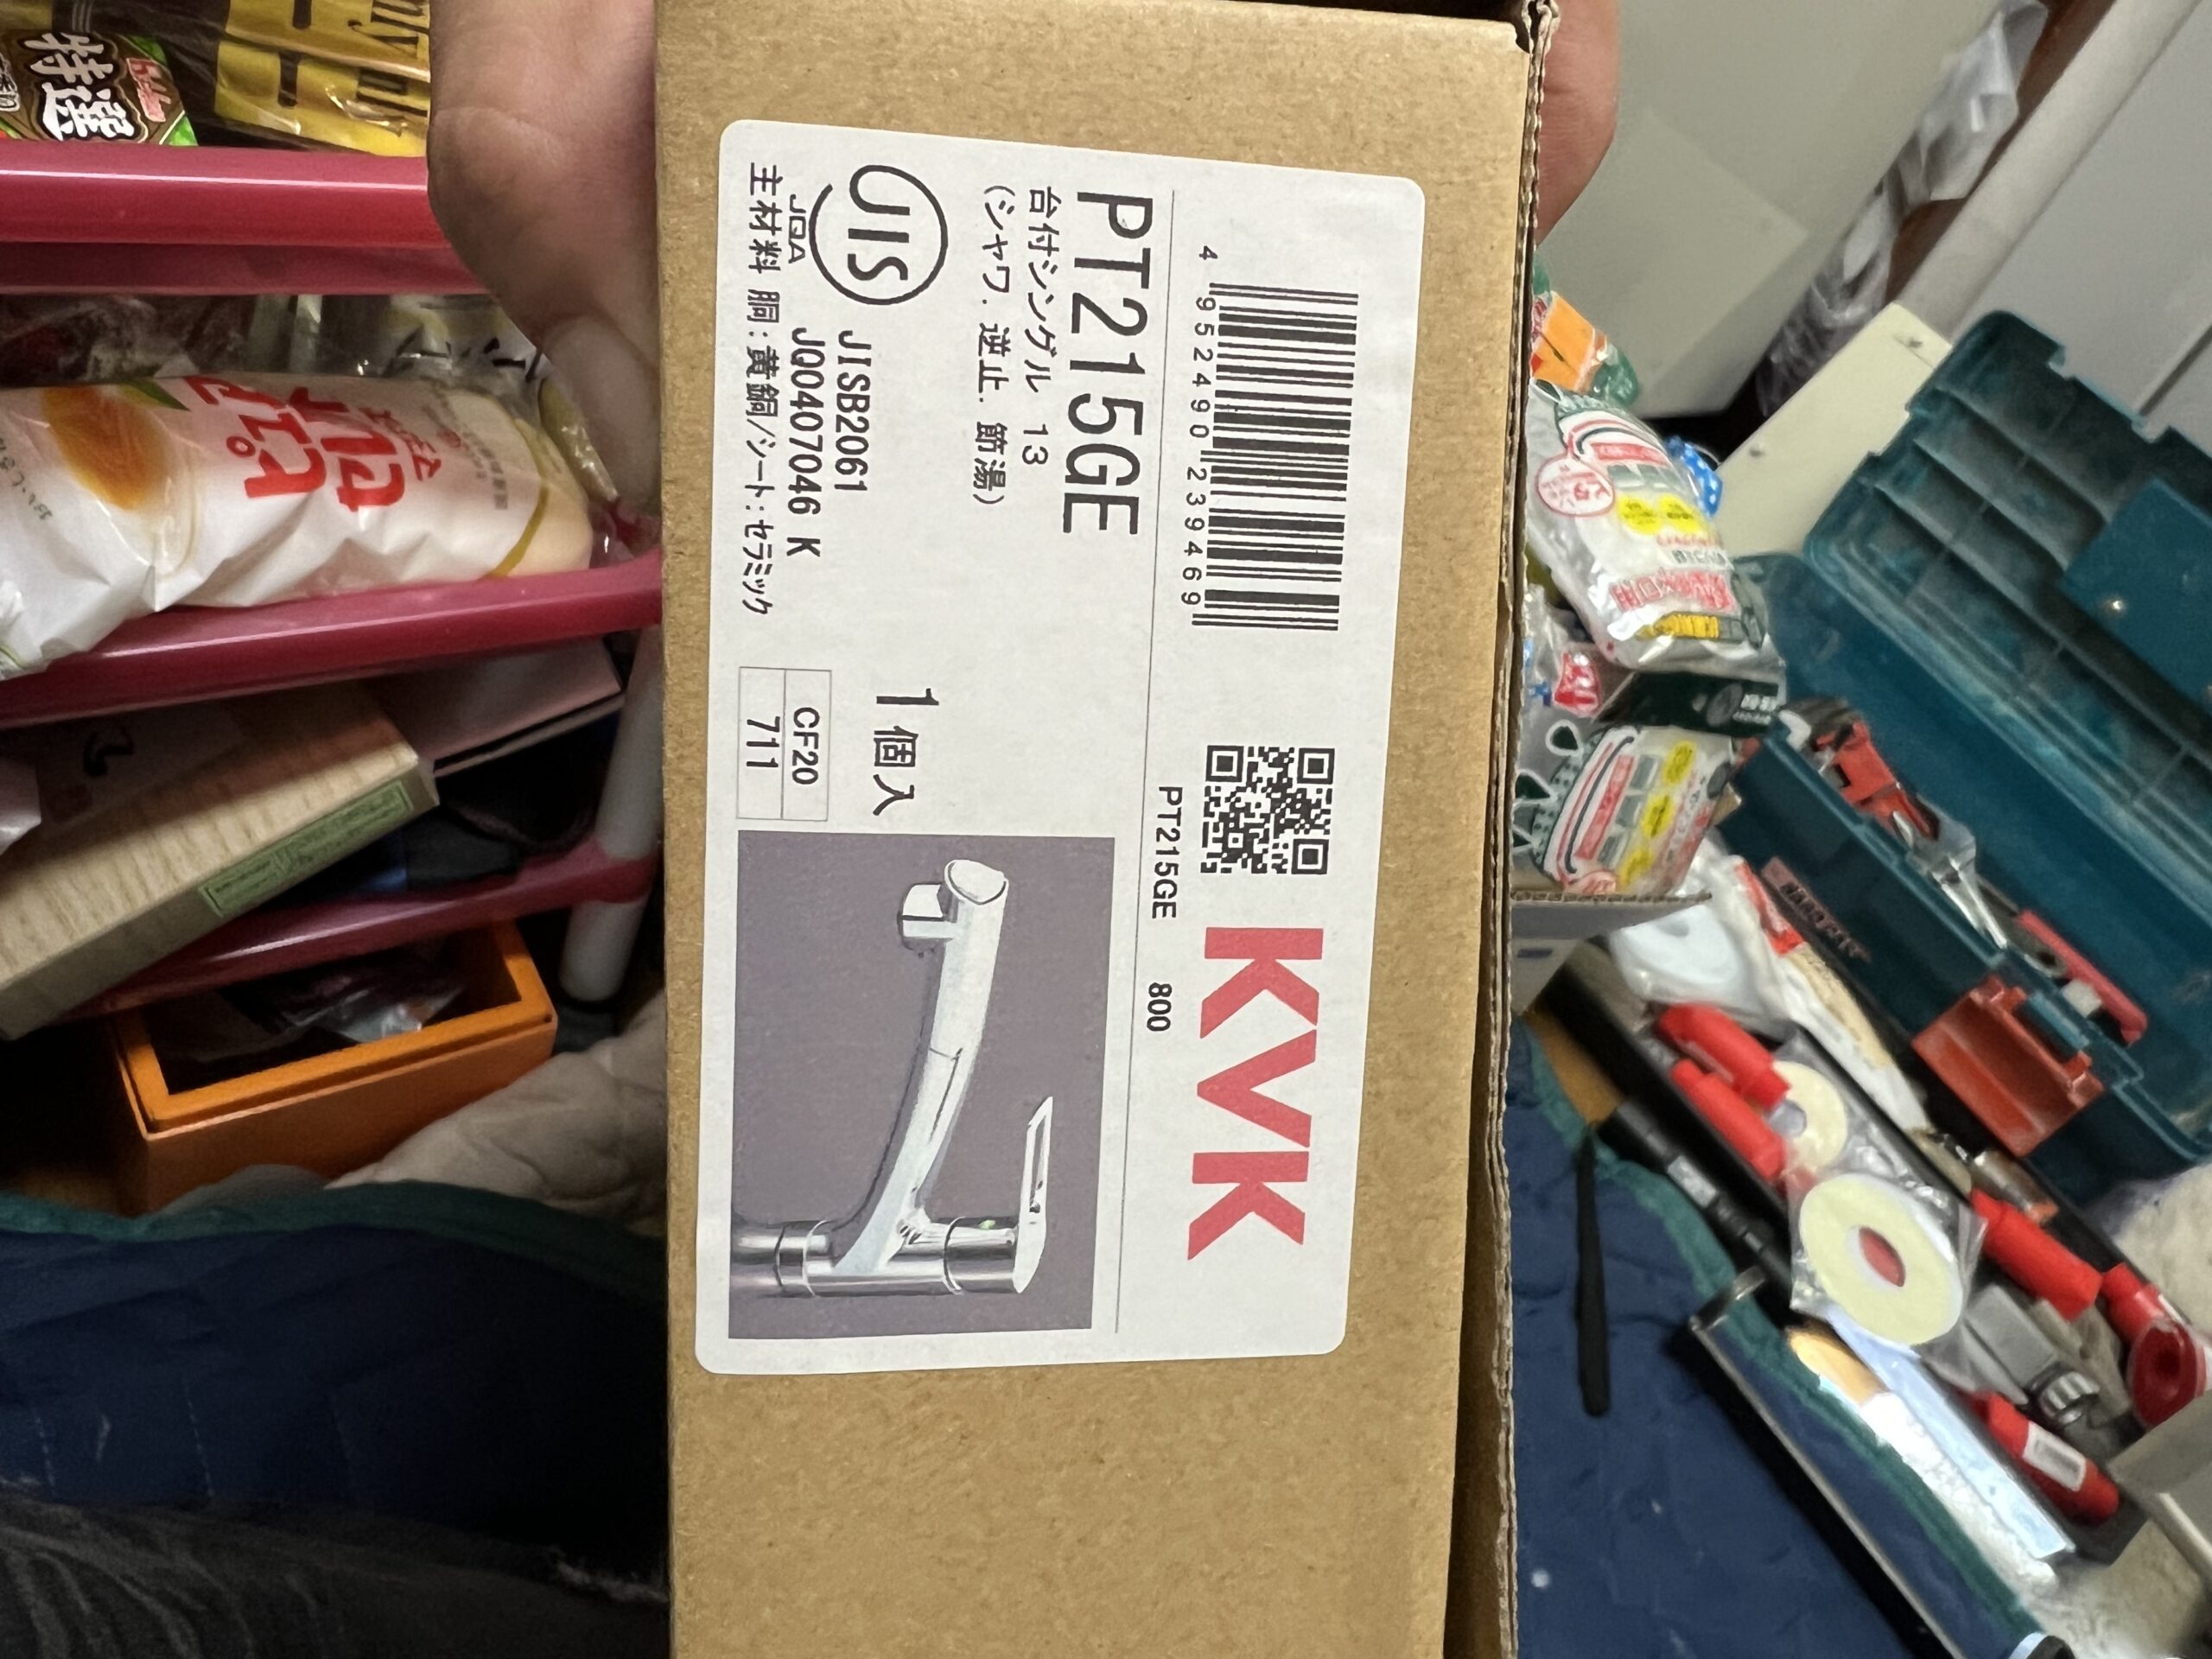 4 952490 239469
PT215GE 800
KVK
PT215GE
台付シングル 13
(シャワ. 逆止. 節湯)
JIS
JQA
JISB2061
JQ0407046 K
主材料 胴:黄銅/シート:セラミック
1個入
CF20
711
特選